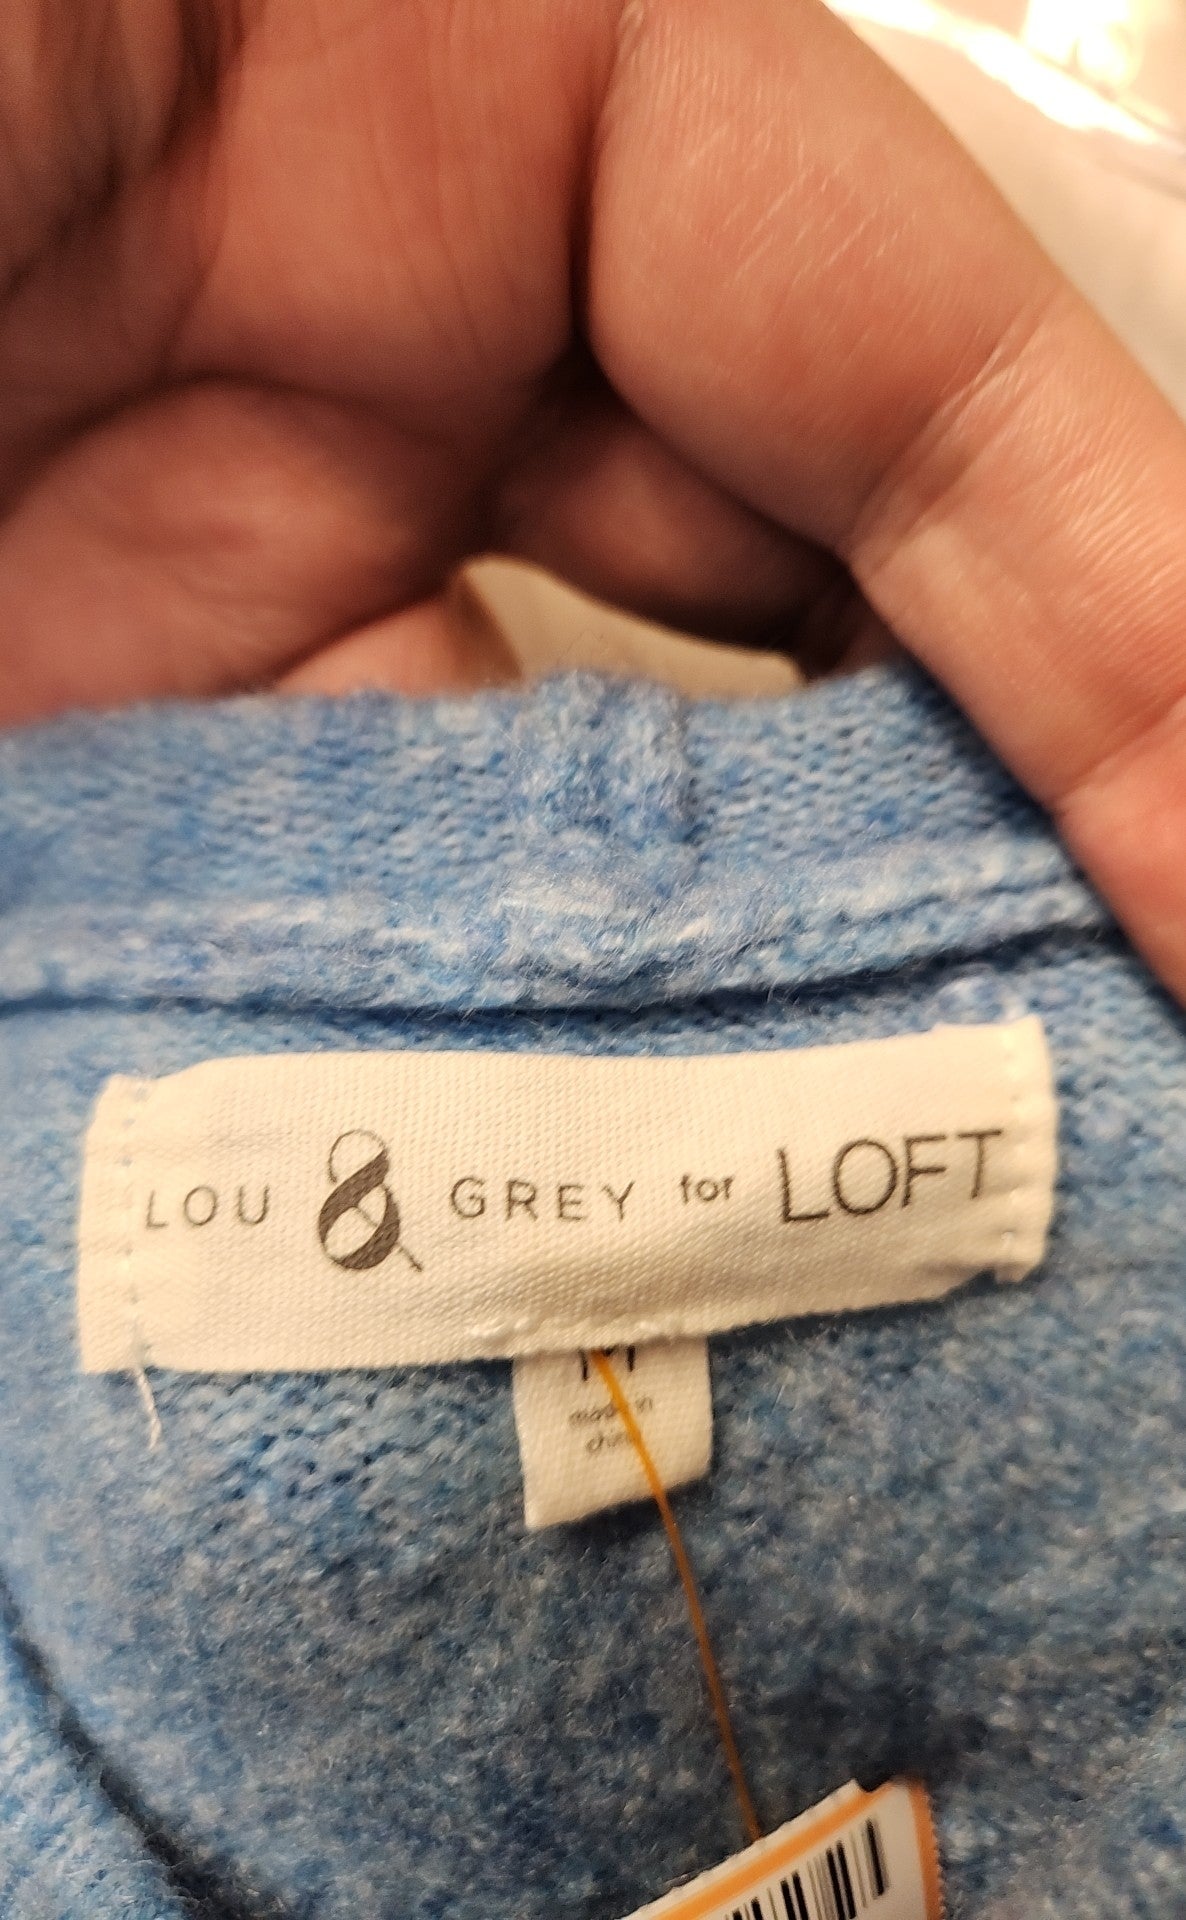 LOU & GREY for LOFT
M
made in
china